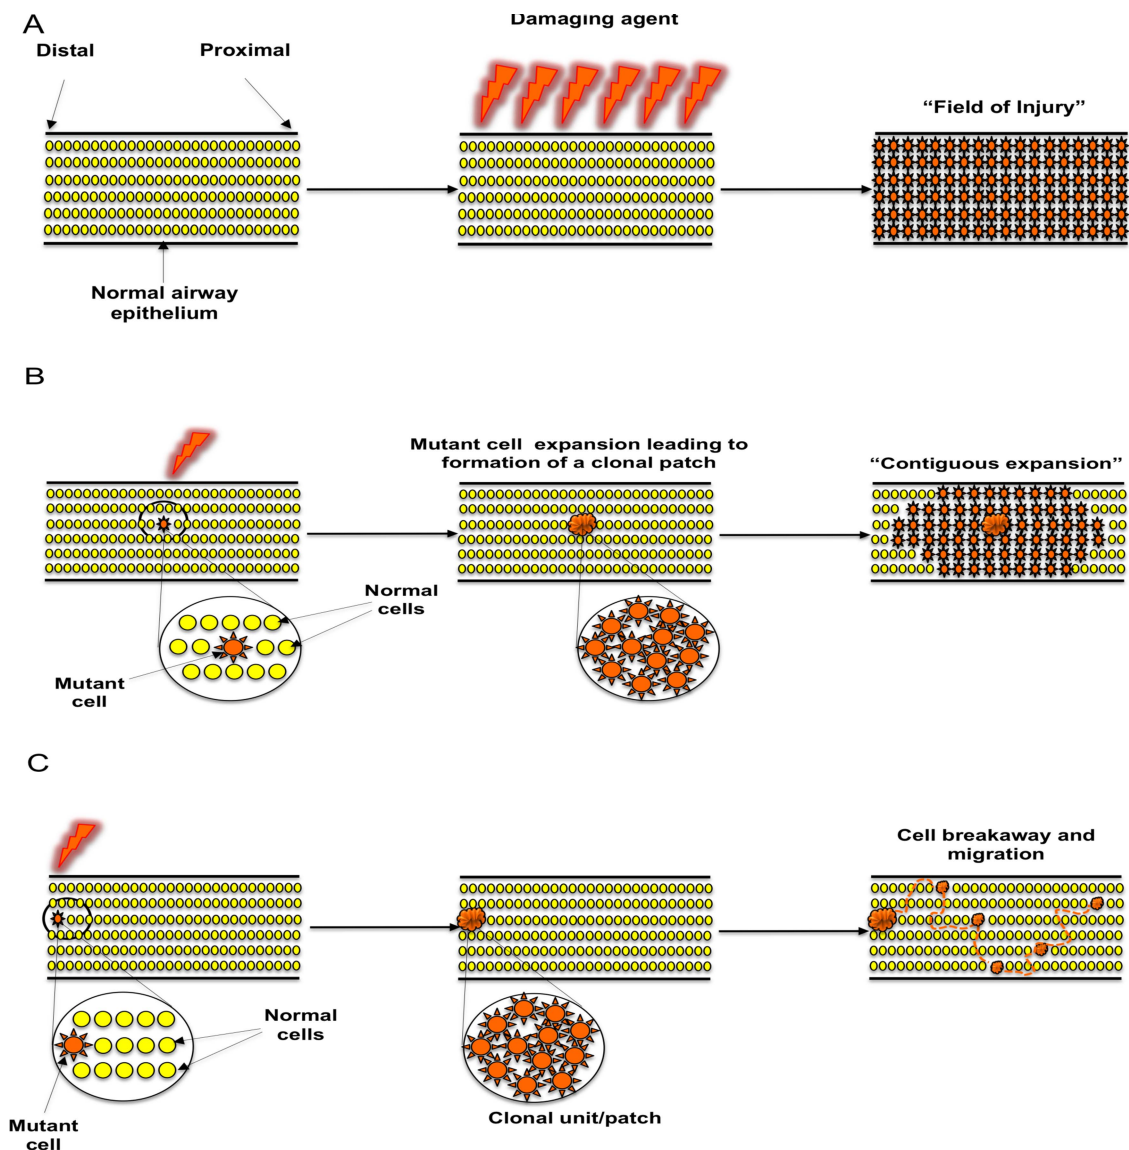 A
Damaging agent
Distal
Proximal
“Field of Injury”
Normal airway
epithelium
B
Mutant cell expansion leading to
formation of a clonal patch
“Contiguous expansion”
Normal
cells
Mutant
cell
C
Cell breakaway and
migration
Normal
cells
Mutant
cell
Clonal unit/patch